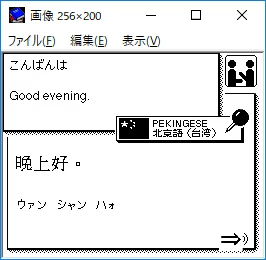 画像 256×200
ファイル(F) 編集(E) 表示(V)
こんばんは
Good evening.
PEKINGESE
北京語（台湾）
晩上好。
ウァン シャン ハォ